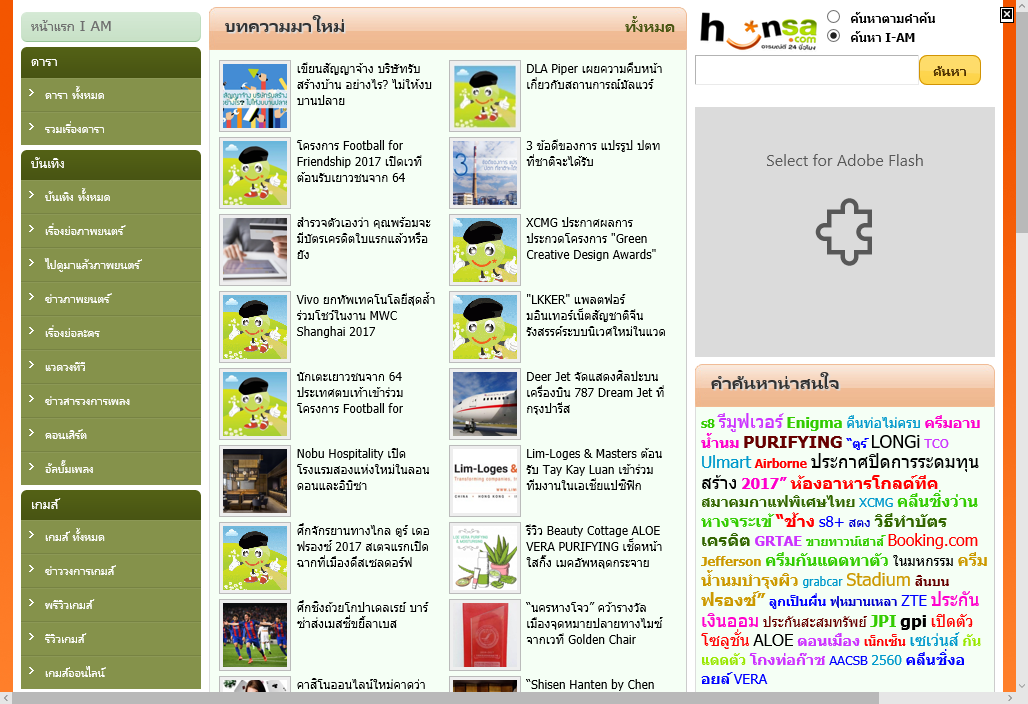 หน้าแรก I AM
ดารา
ดารา ทั้งหมด
รวมเรื่องดารา
บันเทิง
บันเทิง ทั้งหมด
เรื่องย่อภาพยนตร์
ไปดูมาแล้วภาพยนตร์
ข่าวภาพยนตร์
เรื่องย่อละคร
แวดวงทีวี
ข่าวสารวงการเพลง
คอนเสิร์ต
อัลบั้มเพลง
เกมส์
เกมส์ ทั้งหมด
ข่าววงการเกมส์
พรีวิวเกมส์
รีวิวเกมส์
เกมส์ออนไลน์
บทความมาใหม่
ทั้งหมด
เขียนสัญญาจ้าง บริษัทรับ
สร้างบ้าน อย่างไร? ไม่ให้งบ
บานปลาย
DLA Piper เผยความคืบหน้า
เกี่ยวกับสถานการณ์มัลแวร์
โครงการ Football for
Friendship 2017 เปิดเวที
ต้อนรับเยาวชนจาก 64
3 ข้อดีของการ แปรรูป ปตท
ที่ชาติจะได้รับ
สำรวจตัวเองว่า คุณพร้อมจะ
มีบัตรเครดิตใบแรกแล้วหรือ
ยัง
XCMG ประกาศผลการ
ประกวดโครงการ "Green
Creative Design Awards"
Vivo ยกทัพเทคโนโลยีสุดล้ำ
ร่วมโชว์ในงาน MWC
Shanghai 2017
"LKKER" แพลตฟอร์
มอินเทอร์เน็ตสัญชาติจีน
รังสรรค์ระบบนิเวศใหม่ในแวด
นักเตะเยาวชนจาก 64
ประเทศตบเท้าเข้าร่วม
โครงการ Football for
Deer Jet จัดแสดงศิลปะบน
เครื่องบิน 787 Dream Jet ที่
กรุงปารีส
Nobu Hospitality เปิด
โรงแรมสองแห่งใหม่ในลอน
ดอนและอิบิซา
Lim-Loges &
Transforming companies, i
Lim-Loges & Masters ต้อน
รับ Tay Kay Luan เข้าร่วม
ทีมงานในเอเชียแปซิฟิก
ศึกจักรยานทางไกล ตูร์ เดอ
ฟรองซ์ 2017 สเตจแรกเปิด
ฉากที่เมืองดึสเซลดอร์ฟ
รีวิว Beauty Cottage ALOE
VERA PURIFYING เช็ดหน้า
ใสกิ๊ง เมคอัพหลุดกระจาย
ศึกชิงถ้วยโกปาเดลเรย์ บาร์
ซ่าส่งเมสซี่ขยี้ลาเบส
“นครหางโจว” คว้ารางวัล
เมืองจุดหมายปลายทางไมซ์
จากเวที Golden Chair
คาสิโนออนไลน์ใหม่คาดว่า
“Shisen Hanten by Chen
hunsa
.com
อารมณ์ดี 24 ชั่วโมง
ค้นหาตามคำค้น
ค้นหา I-AM
ค้นหา
Select for Adobe Flash
คำค้นหาน่าสนใจ
s8 รีมูฟเวอร์ Enigma คืนท่อไม่ครบ ครีมอาบ
น้ำนม PURIFYING “ตูร์ LONGi TCO
Ulmart Airborne ประกาศปิดการระดมทุน
สร้าง 2017” ห้องอาหารโกลด์ทีค
สมาคมกาแฟพิเศษไทย XCMG คลีนซิ่งว่าน
หางจระเข้ “ช้าง s8+ สตง วิธีทำบัตร
เครดิต GRTAE ขายทาวน์เฮาส์ Booking.com
Jefferson ครีมกันแดดทาตัว ในมหกรรม ครีม
น้ำนมบำรุงผิว grabcar Stadium สินบน
ฟรองซ์” ลูกเป็นผื่น ฟุหมานเหลา ZTE ประกัน
เงินออม ประกันสะสมทรัพย์ JPI gpi เปิดตัว
โซลูชั่น ALOE ดอนเมือง เน็กเซ็น เซเว่นส์ กัน
แดดตัว โกงท่อก๊าซ AACSB 2560 คลีนซิ่งอ
อยล์ VERA